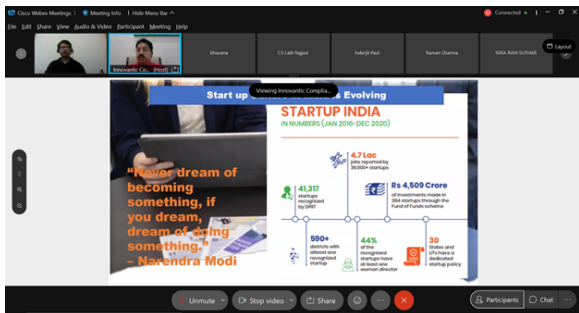 Cisco Webex Meetings
Meeting Info
Hide Menu Bar
Connected
File Edit Share View Audio & Video Participant Meeting Help
Layout
Innovantic Co... (Host)
bhavana
CS Lalit Rajput
Inderjit Paul
Raman Sharma
TARA RAM SUTHAR
Viewing Innovantic Complia...
Start up
is Evolving
STARTUP INDIA
IN NUMBERS (JAN 2016-DEC 2020)
4.7 Lac
jobs reported by
39,000+ startups
41,317
startups
recognized
by DPIIT
Rs 4,509 Crore
of investments made in
384 startups through the
Fund of Funds scheme
590+
districts with
atleast one
recognized
startup
44%
of the
recognized
startups have
at least one
woman director
30
States and
UTs have a
dedicated
startup policy
“Never dream of
becoming
something, if
you dream,
dream of doing
something.”
– Narendra Modi
Unmute
Stop video
Share
Participants
Chat